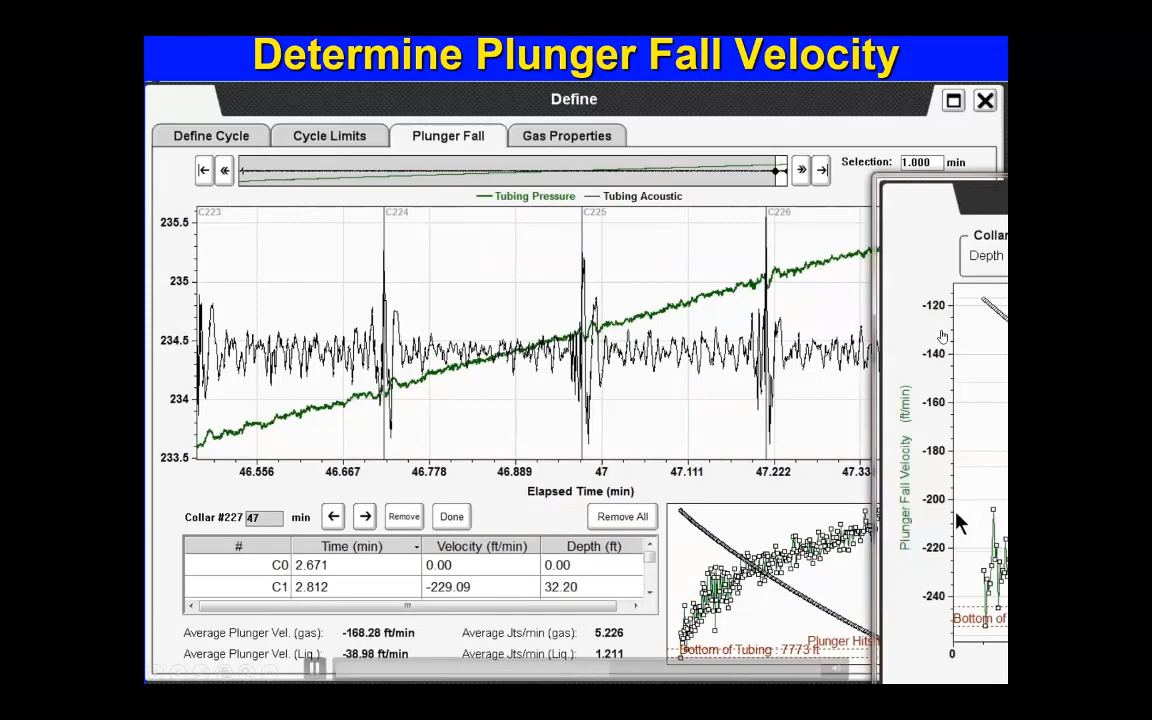 Determine Plunger Fall Velocity
Define
Define Cycle
Cycle Limits
Plunger Fall
Gas Properties
Selection: 1.000 min
Tubing Pressure
Tubing Acoustic
C223
C224
C225
C226
235.5
235
234.5
234
233.5
46.556
46.667
46.778
46.889
47
47.111
47.222
47.33
Elapsed Time (min)
Collar #227 47 min
Remove
Done
Remove All
# Time (min) Velocity (ft/min) Depth (ft)
C0 2.671 0.00 0.00
C1 2.812 -229.09 32.20
Average Plunger Vel. (gas): -168.28 ft/min Average Jts/min (gas): 5.226
Average Plunger Vel. (Liq.): -38.98 ft/min Average Jts/min (Liq.): 1.211
Plunger Hits
Bottom of Tubing : 7773 ft
Collar
Depth
Plunger Fall Velocity (ft/min)
-120
-140
-160
-180
-200
-220
-240
Bottom of
0